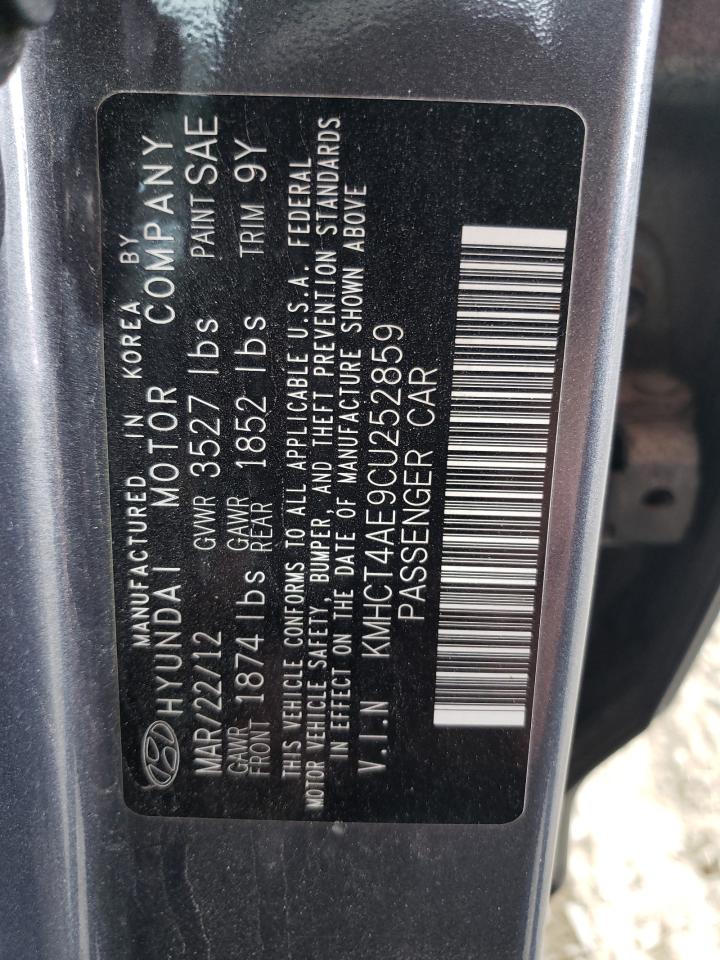 MANUFACTURED IN KOREA BY
HYUNDAI MOTOR COMPANY
MAR/22/12 GVWR 3527 lbs PAINT SAE
GAWR FRONT 1874 lbs GAWR REAR 1852 lbs TRIM 9Y
THIS VEHICLE CONFORMS TO ALL APPLICABLE U.S.A. FEDERAL
MOTOR VEHICLE SAFETY, BUMPER, AND THEFT PREVENTION STANDARDS
IN EFFECT ON THE DATE OF MANUFACTURE SHOWN ABOVE
V.I.N KMHCT4AE9CU252859
PASSENGER CAR